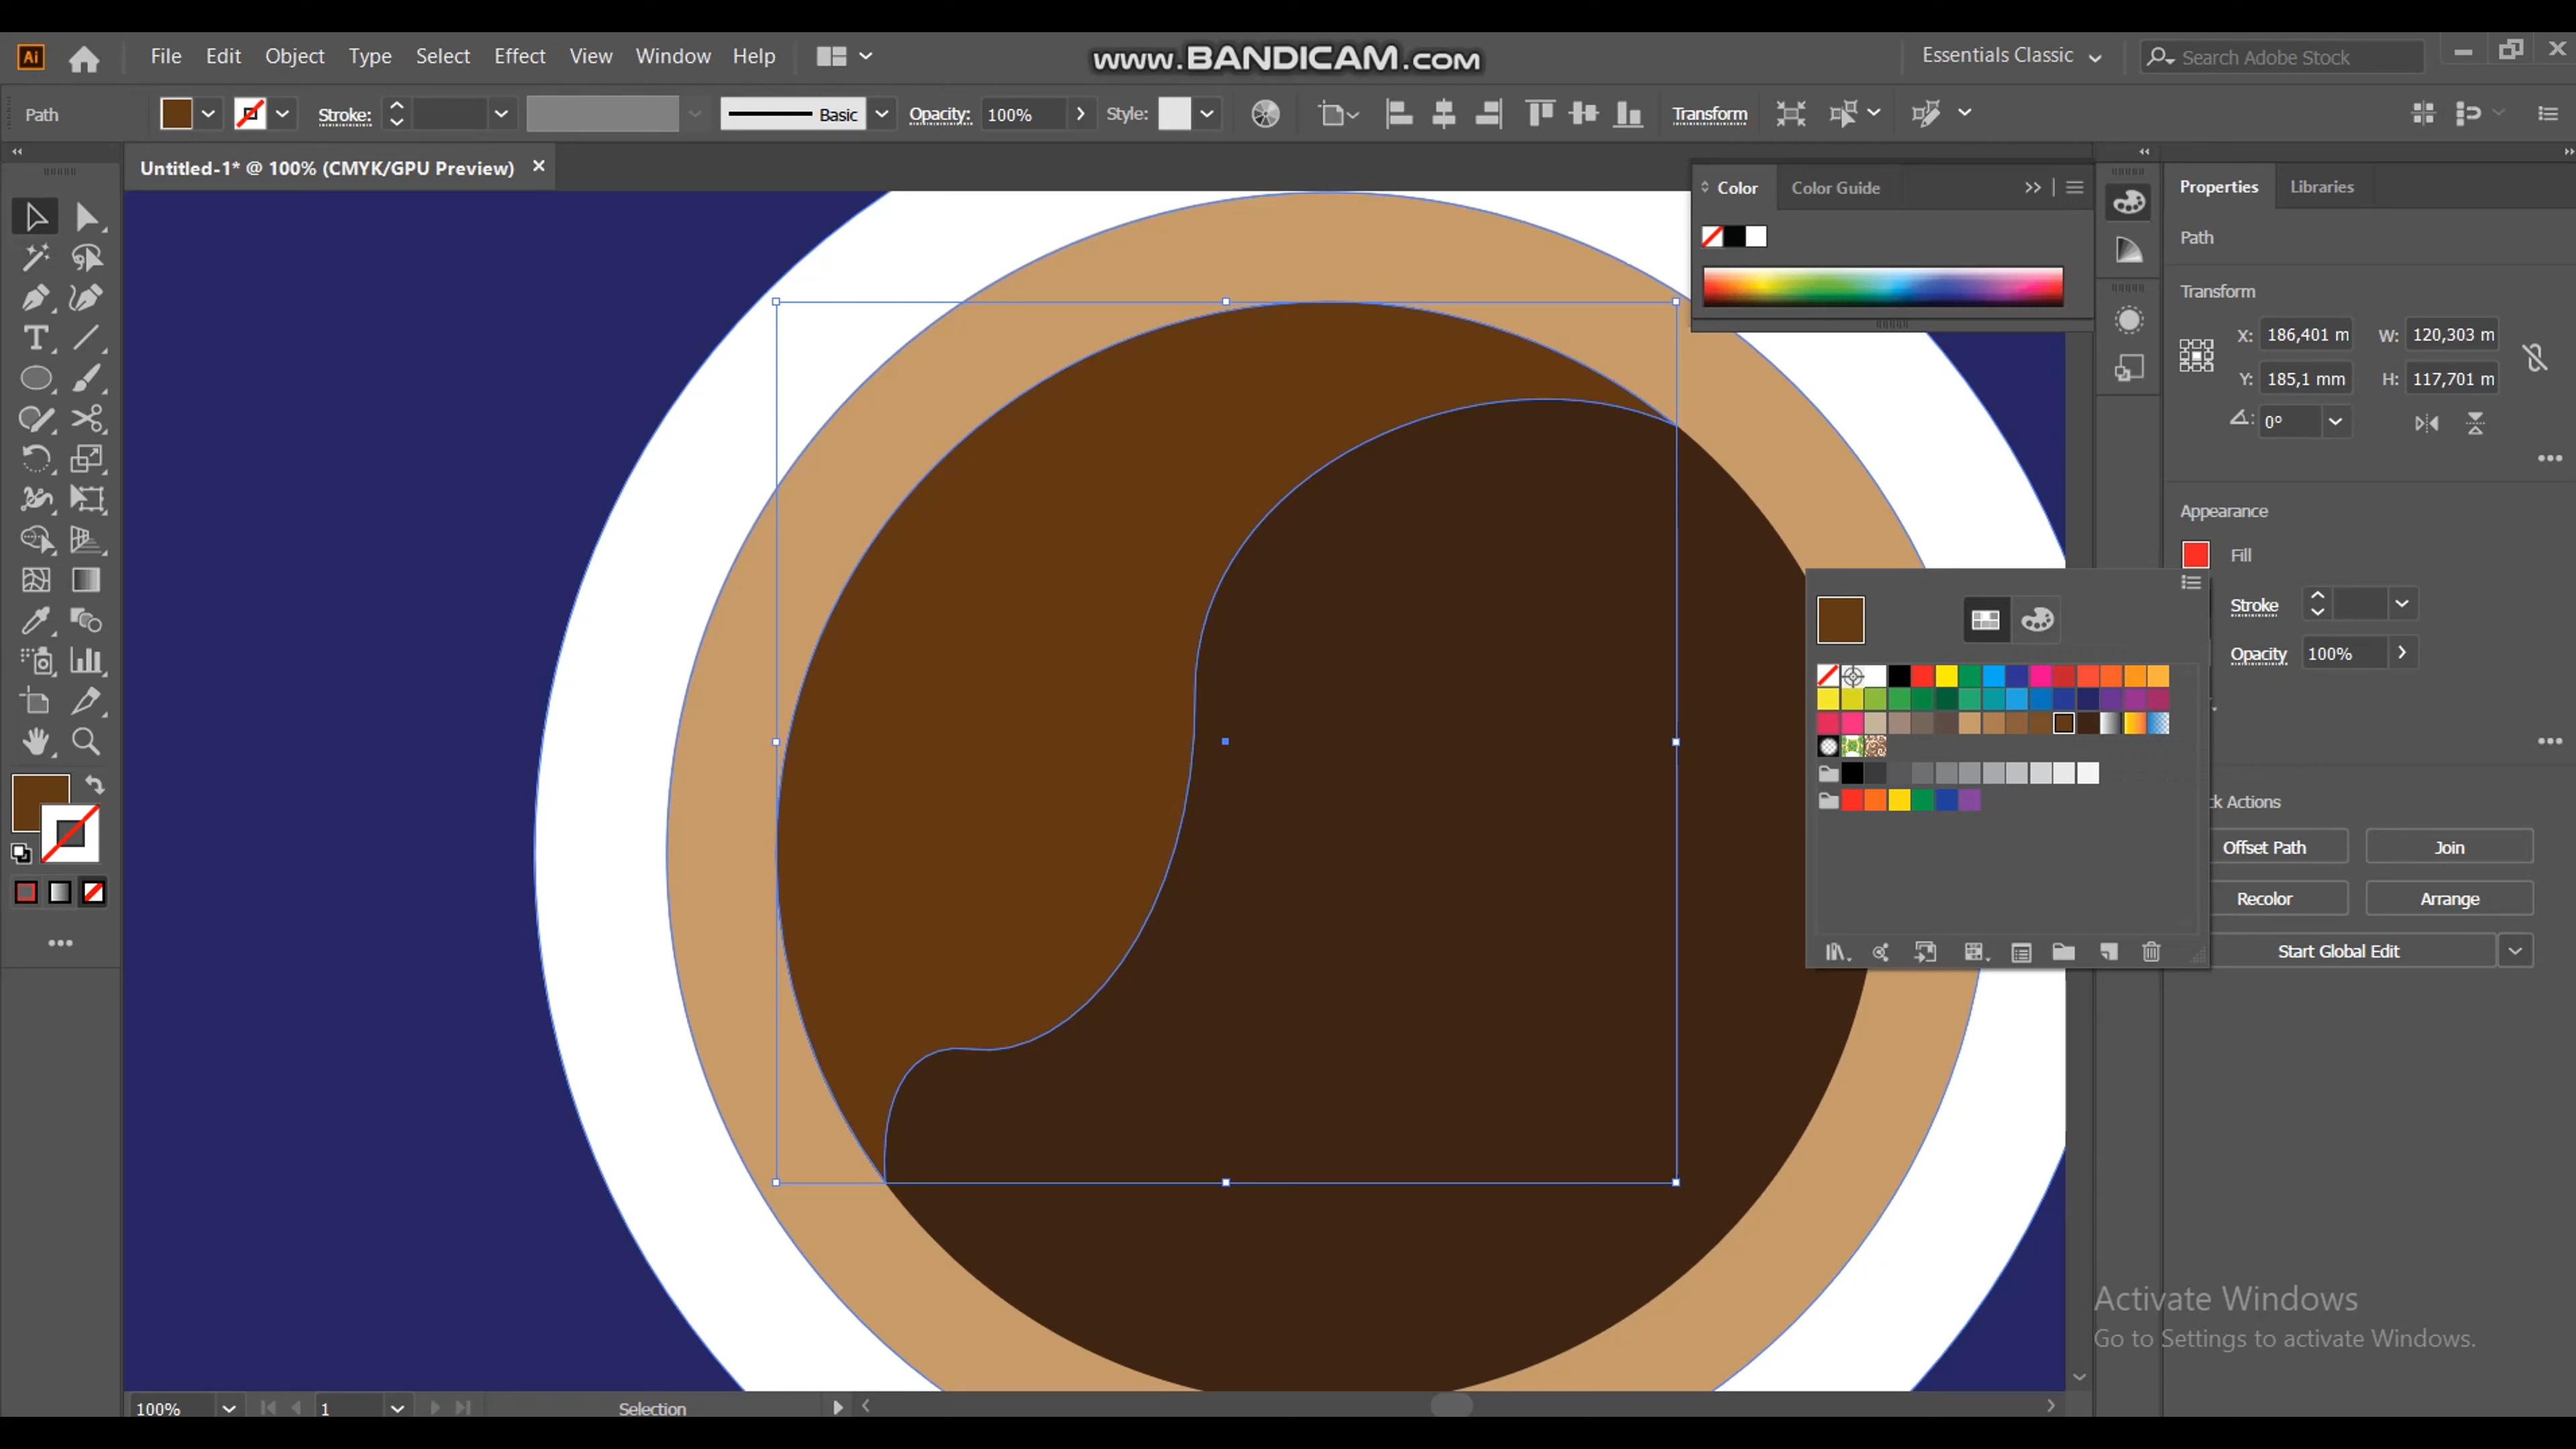 Ai File Edit Object Type Select Effect View Window Help www.BANDICAM.com Essentials Classic Search Adobe Stock
Path Stroke: Basic Opacity: 100% Style: Transform
Untitled-1* @ 100% (CMYK/GPU Preview)
Color Color Guide
Properties Libraries
Path
Transform
X: 186,401 m W: 120,303 m
Y: 185,1 mm H: 117,701 m
0°
Appearance
Fill
Stroke
Opacity 100%
ck Actions
Offset Path Join
Recolor Arrange
Start Global Edit
Activate Windows
Go to Settings to activate Windows.
100% 1 Selection